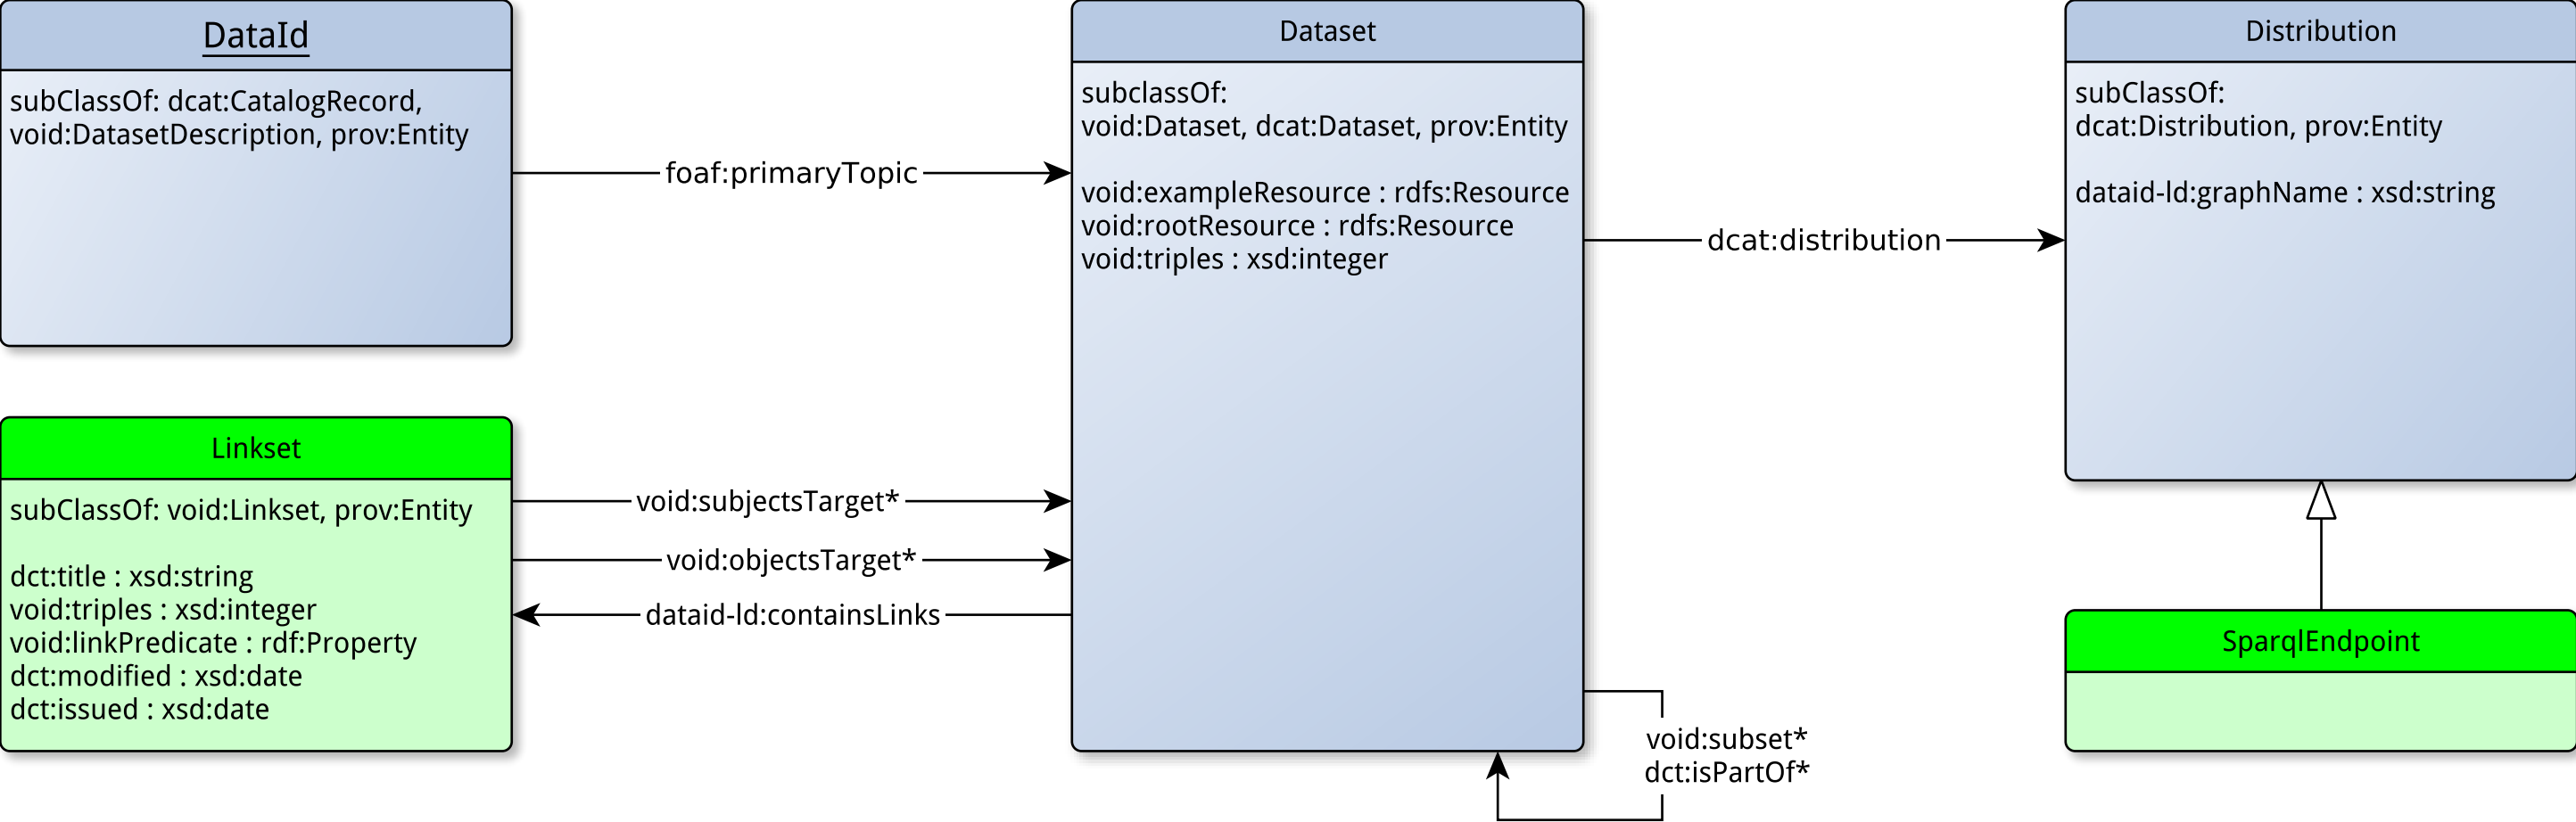 DataId
subClassOf: dcat:CatalogRecord,
void:DatasetDescription, prov:Entity
foaf:primaryTopic
Dataset
subclassOf:
void:Dataset, dcat:Dataset, prov:Entity
void:exampleResource : rdfs:Resource
void:rootResource : rdfs:Resource
void:triples : xsd:integer
dcat:distribution
Distribution
subClassOf:
dcat:Distribution, prov:Entity
dataid-ld:graphName : xsd:string
Linkset
subClassOf: void:Linkset, prov:Entity
dct:title : xsd:string
void:triples : xsd:integer
void:linkPredicate : rdf:Property
dct:modified : xsd:date
dct:issued : xsd:date
void:subjectsTarget*
void:objectsTarget*
dataid-ld:containsLinks
void:subset*
dct:isPartOf*
SparqlEndpoint